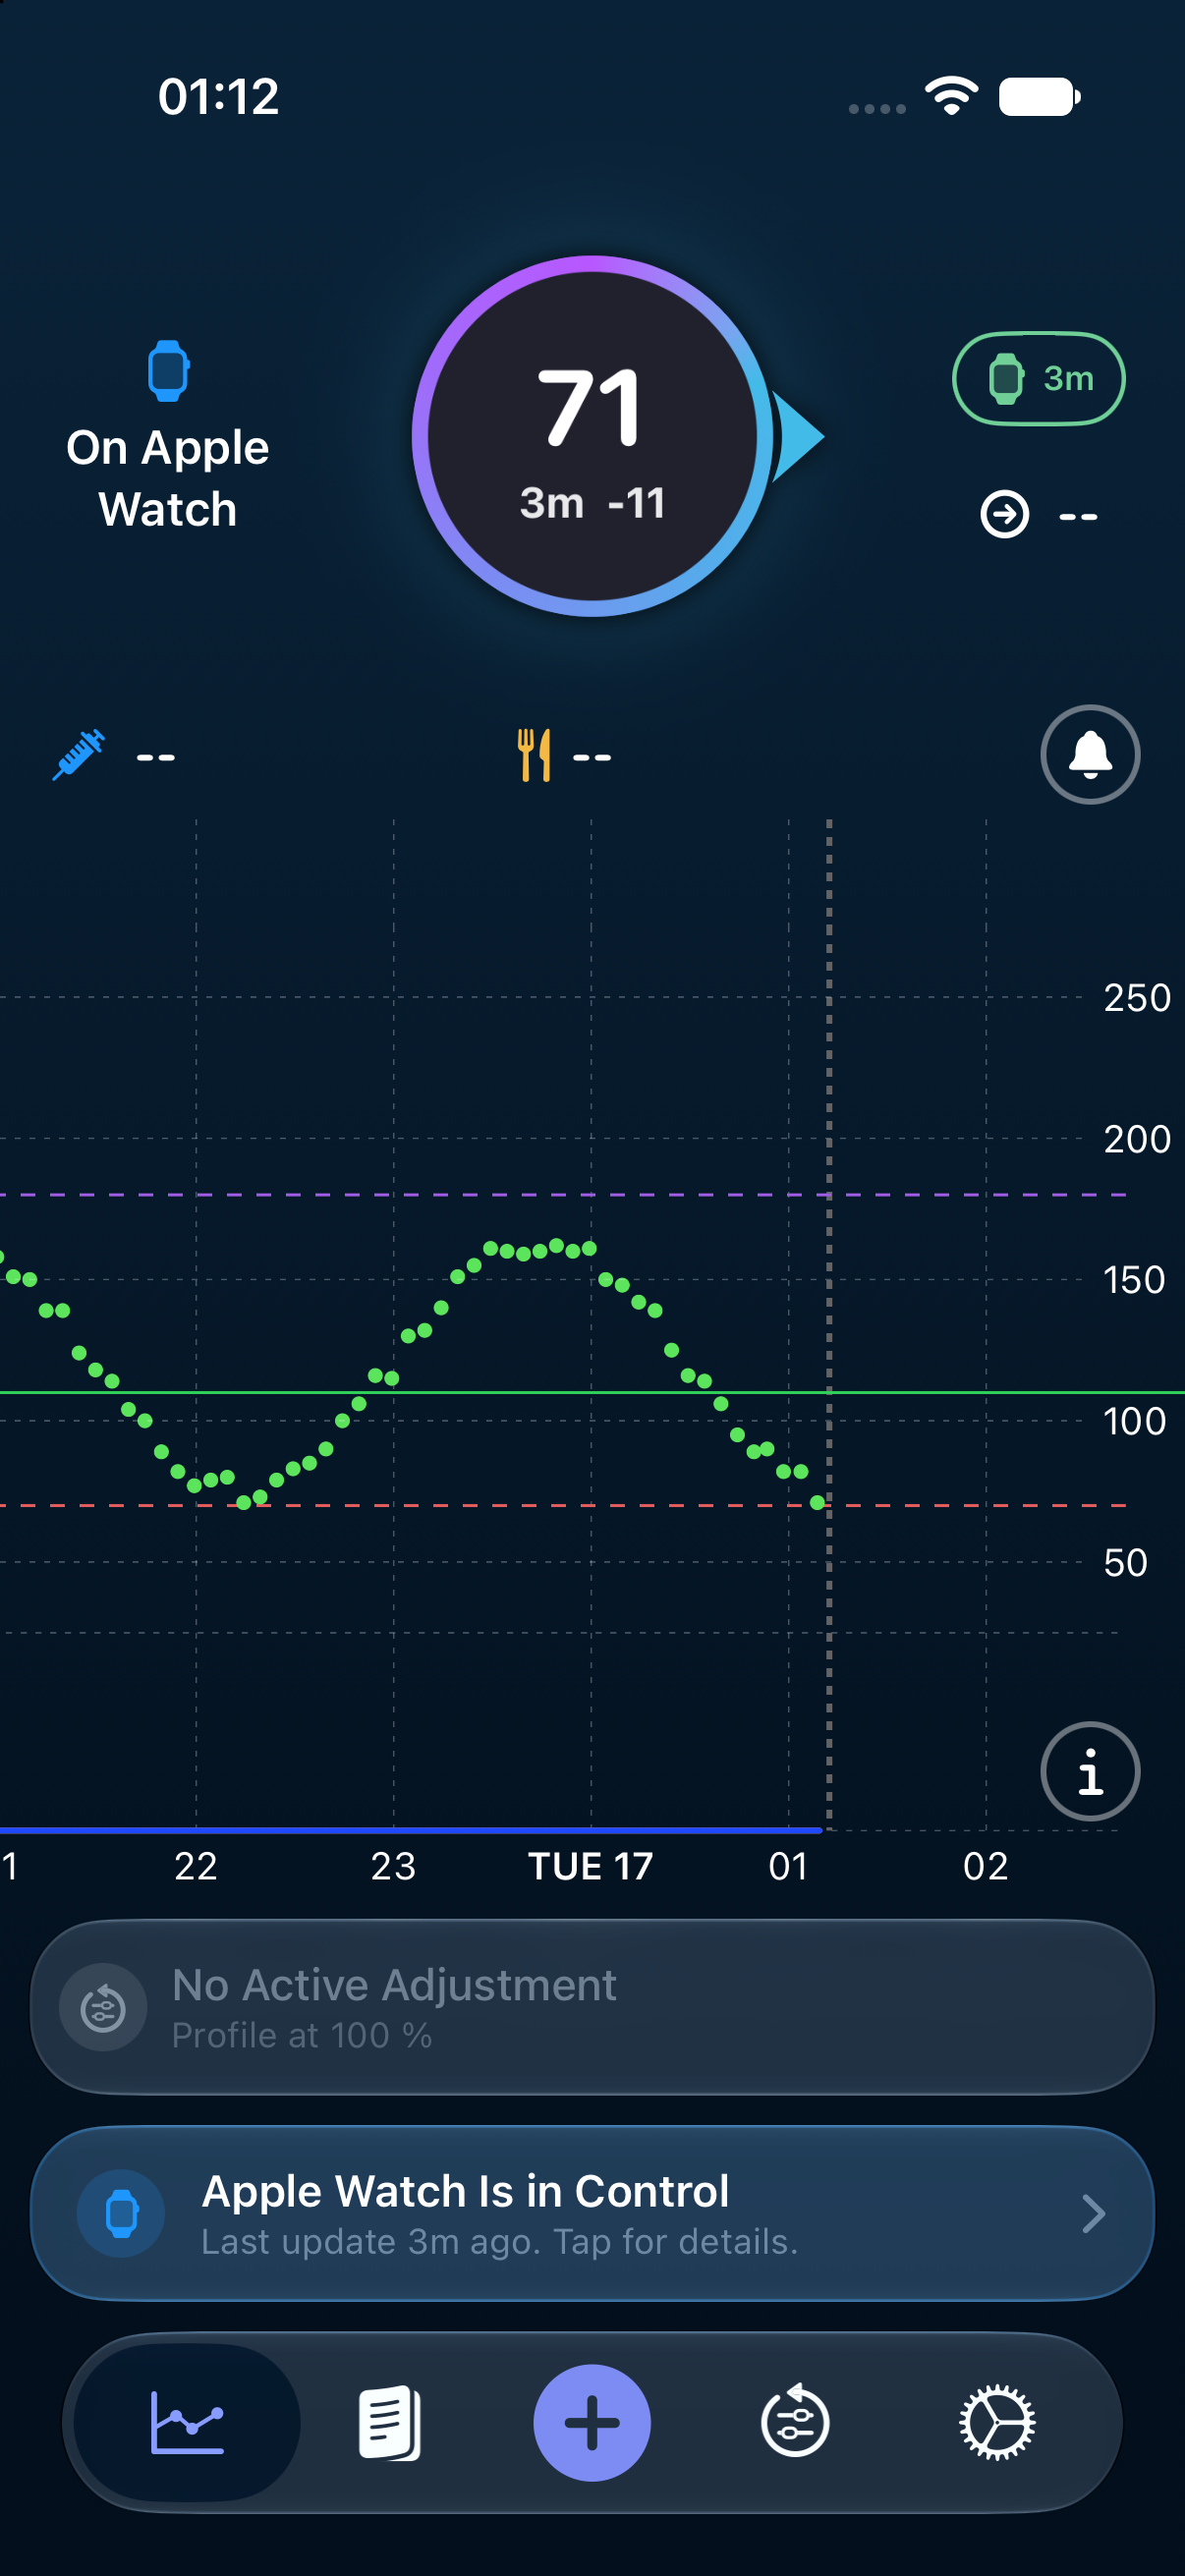 01:12
On Apple
Watch
71
3m -11
3m
--
--
--
250
200
150
100
50
1
22
23
TUE 17
01
02
No Active Adjustment
Profile at 100 %
Apple Watch Is in Control
Last update 3m ago. Tap for details.